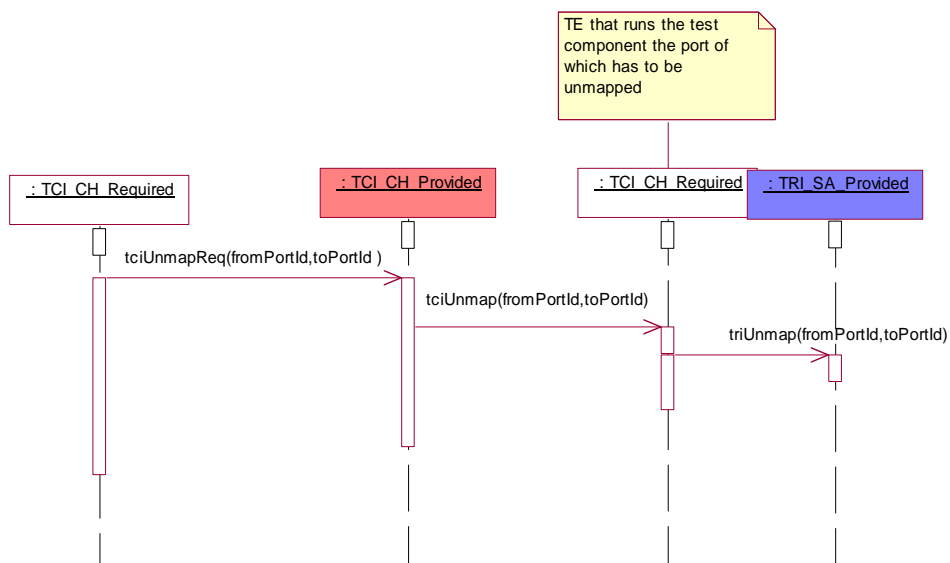 TE that runs the test
component the port of
which has to be
unmapped
: TCI_CH_Required
: TCI_CH_Provided
: TCI_CH_Required
: TRI_SA_Provided
tciUnmapReq(fromPortId,toPortId )
tciUnmap(fromPortId,toPortId)
triUnmap(fromPortId,toPortId)